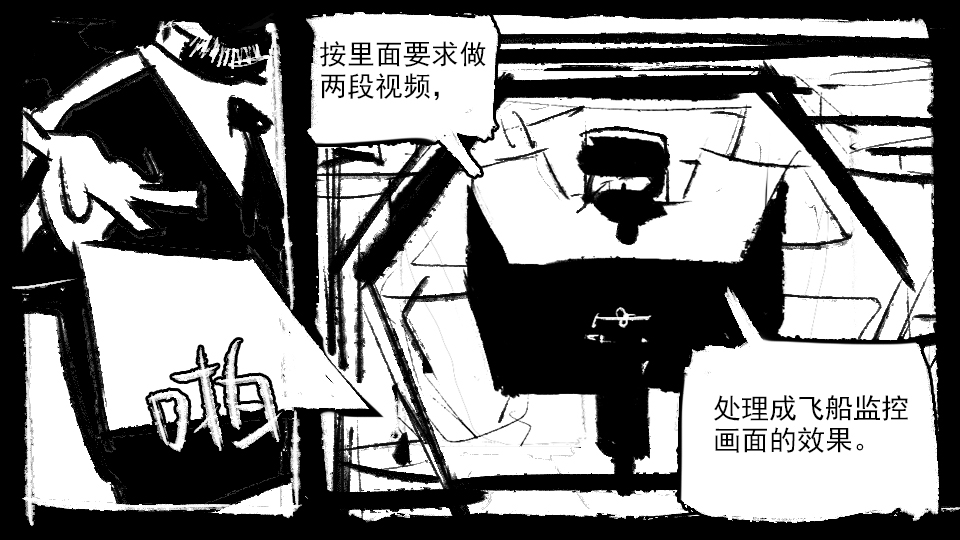 啪
按里面要求做
两段视频，
处理成飞船监控
画面的效果。